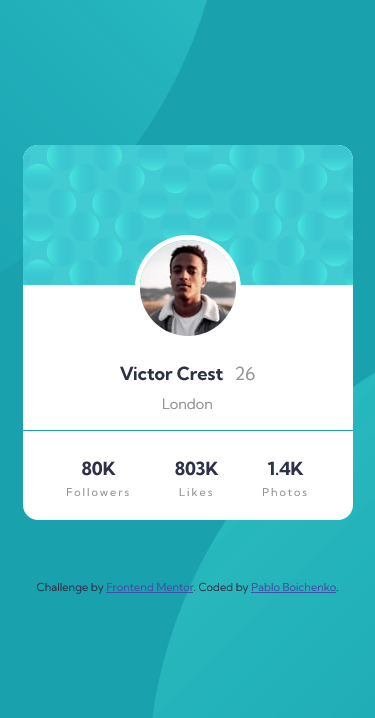 Victor Crest 26
London
80K 803K 1.4K
Followers Likes Photos
Challenge by Frontend Mentor. Coded by Pablo Boichenko.